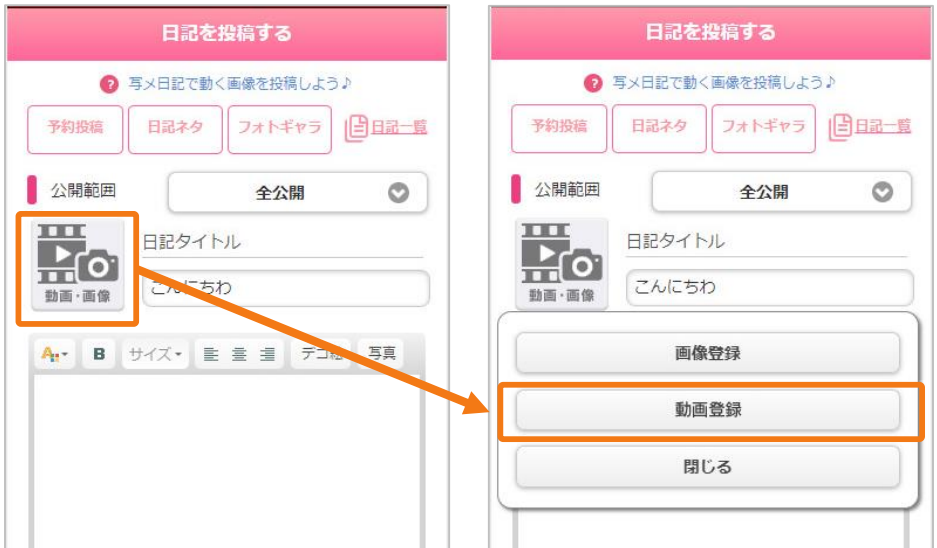 日記を投稿する
? 写メ日記で動く画像を投稿しよう♪
予約投稿 日記ネタ フォトギャラ 日記一覧
公開範囲 全公開
日記タイトル
動画・画像 こんにちわ
A B サイズ デコ絵 写真
日記を投稿する
? 写メ日記で動く画像を投稿しよう♪
予約投稿 日記ネタ フォトギャラ 日記一覧
公開範囲 全公開
日記タイトル
動画・画像 こんにちわ
画像登録
動画登録
閉じる